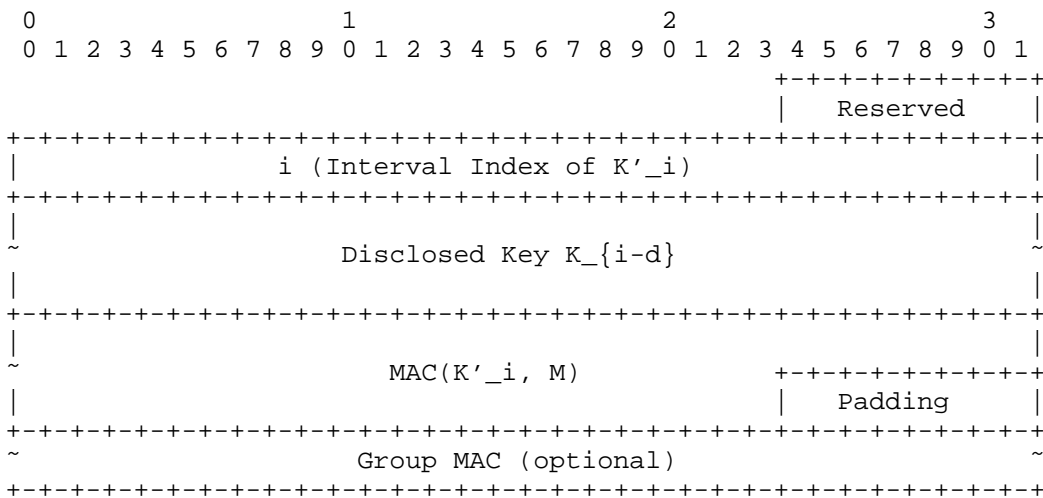 0 1 2 3
0 1 2 3 4 5 6 7 8 9 0 1 2 3 4 5 6 7 8 9 0 1 2 3 4 5 6 7 8 9 0 1
+-+-+-+-+-+-+-+-+
| Reserved |
+-+-+-+-+-+-+-+-+-+-+-+-+-+-+-+-+-+-+-+-+-+-+-+-+-+-+-+-+-+-+-+-+
| i (Interval Index of K’_i) |
+-+-+-+-+-+-+-+-+-+-+-+-+-+-+-+-+-+-+-+-+-+-+-+-+-+-+-+-+-+-+-+-+
| |
~ Disclosed Key K_{i-d} ~
| |
+-+-+-+-+-+-+-+-+-+-+-+-+-+-+-+-+-+-+-+-+-+-+-+-+-+-+-+-+-+-+-+-+
| |
~ MAC(K’_i, M) +-+-+-+-+-+-+-+-+
| | Padding |
+-+-+-+-+-+-+-+-+-+-+-+-+-+-+-+-+-+-+-+-+-+-+-+-+-+-+-+-+-+-+-+-+
~ Group MAC (optional) ~
+-+-+-+-+-+-+-+-+-+-+-+-+-+-+-+-+-+-+-+-+-+-+-+-+-+-+-+-+-+-+-+-+